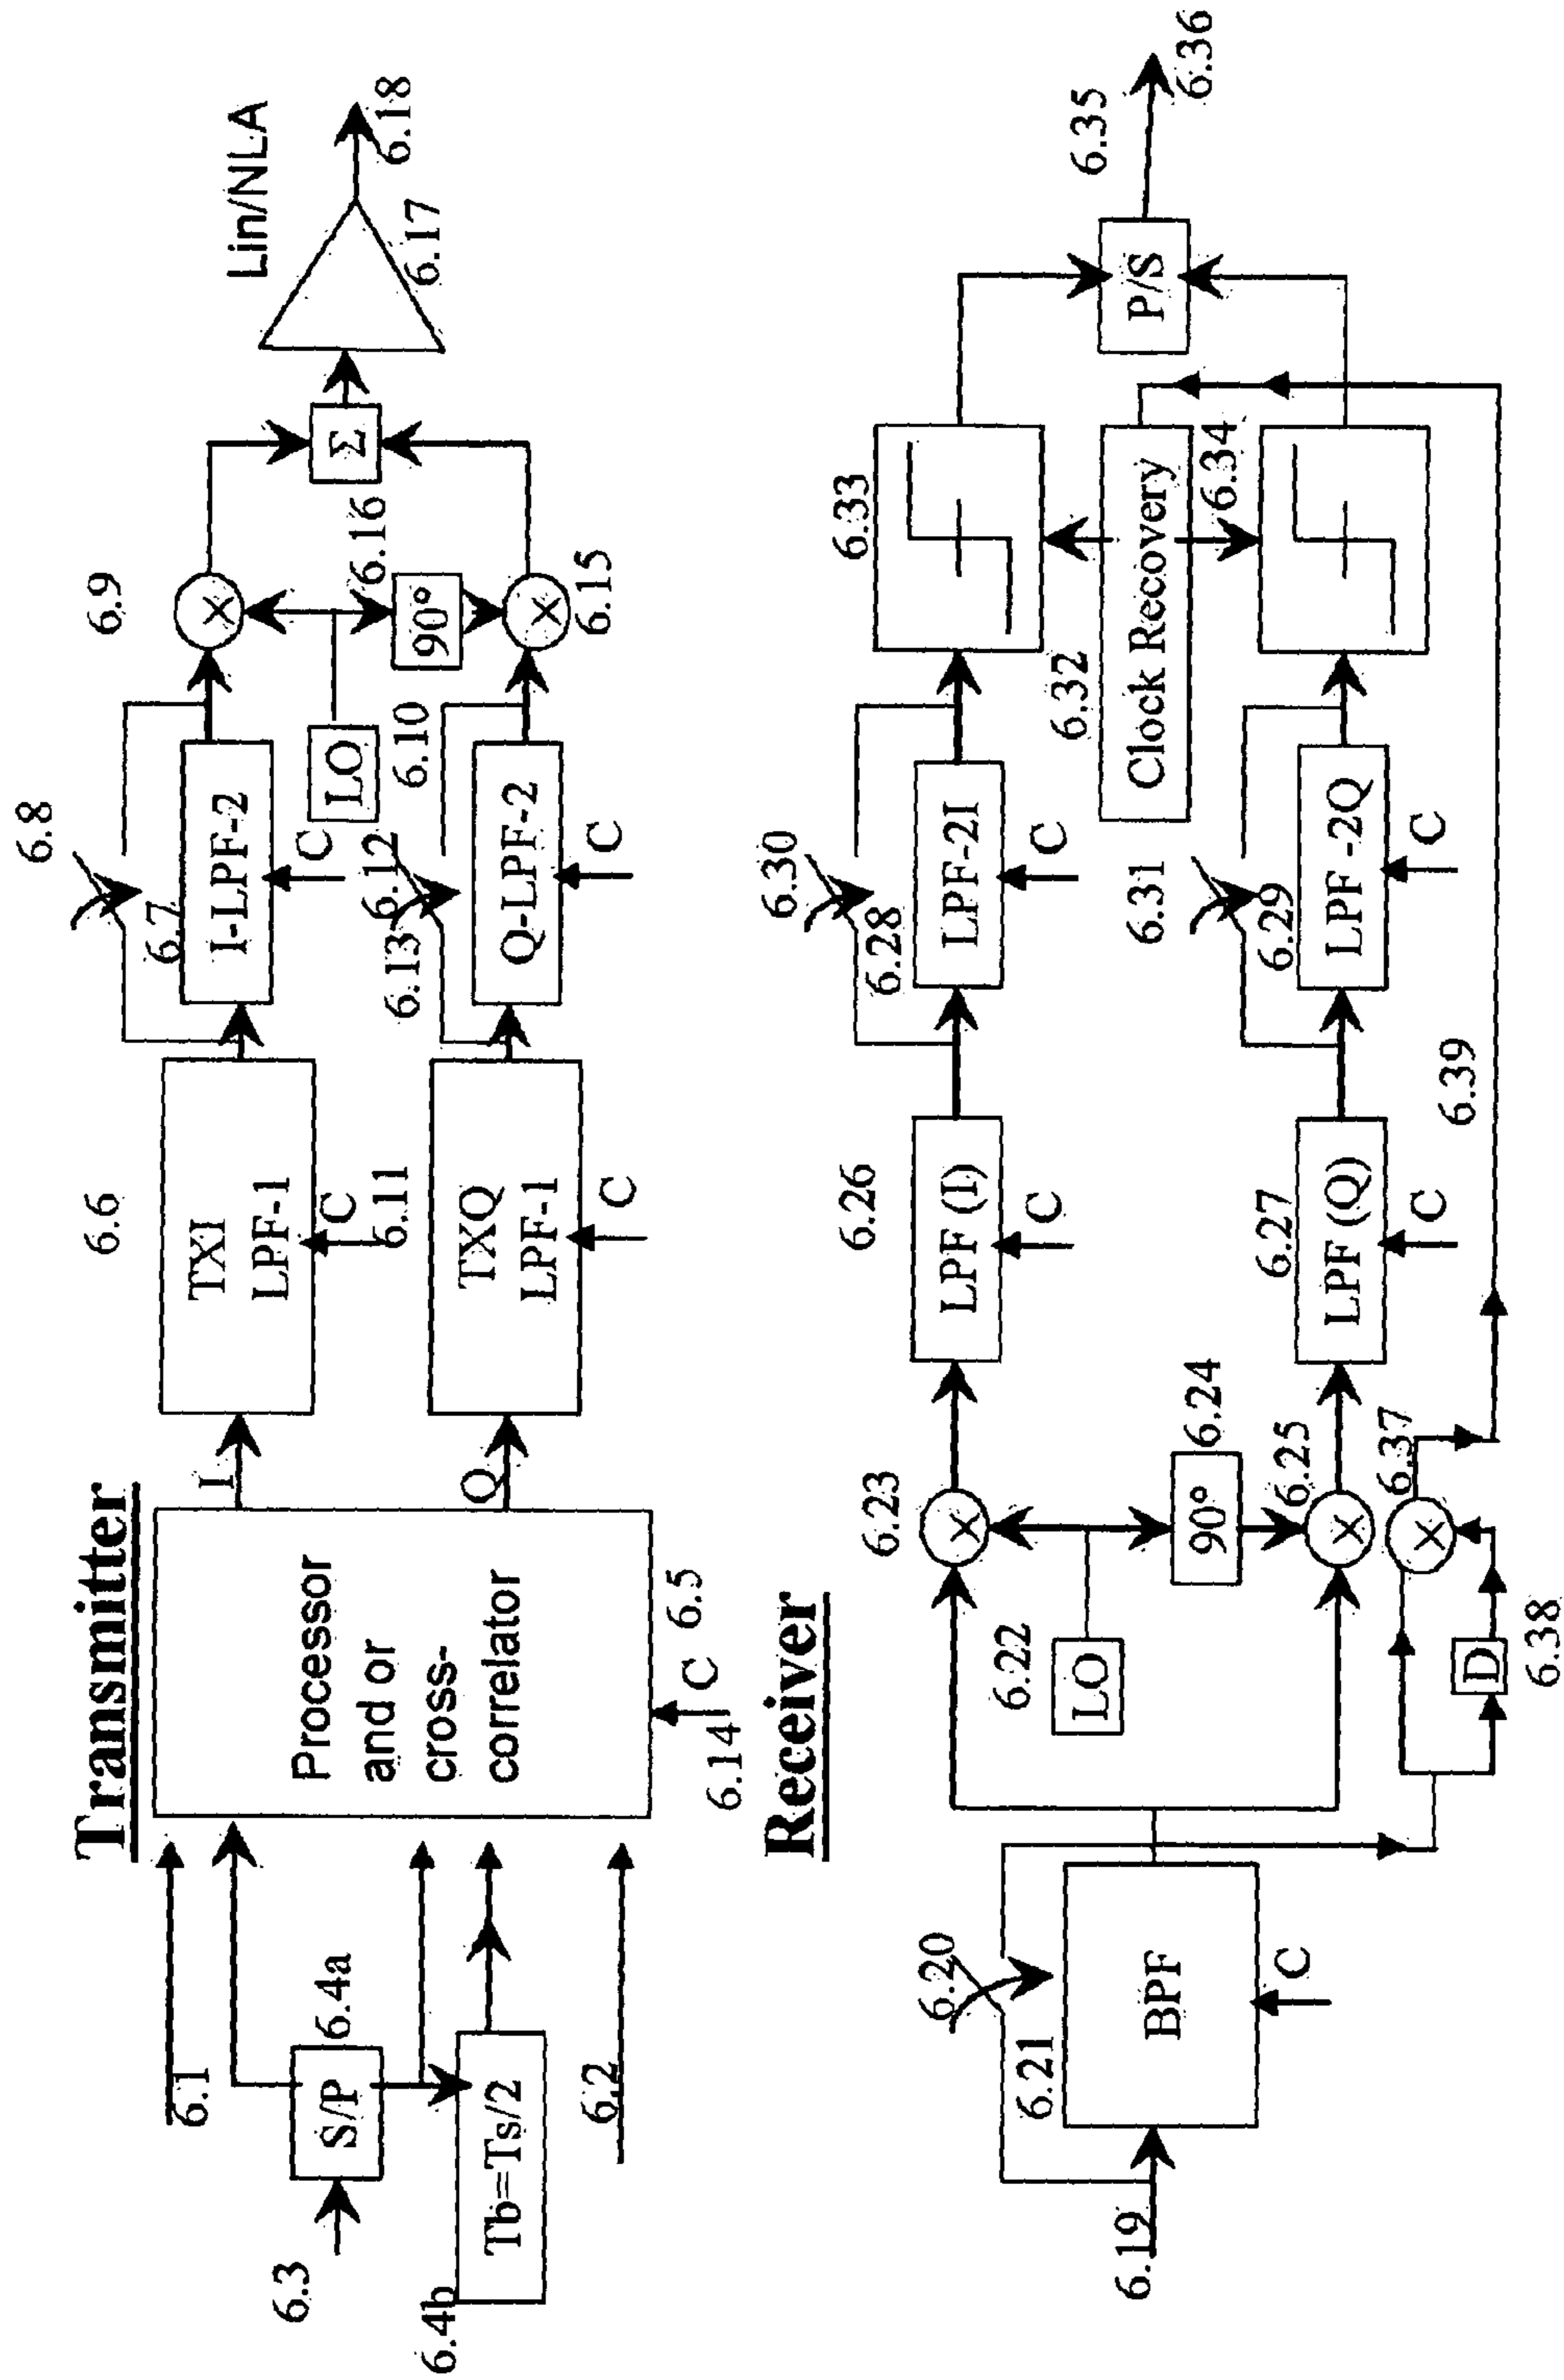 Transmitter
6.1
6.3
S/P
6.4a
6.4b
Tb=Ts/2
6.2
Processor
and or
cross-
correlator
6.14
C
6.5
I
Q
6.6
TXI
LPF-1
C
6.11
TXQ
LPF-1
C
6.8
6.7
I-LPF-2
C
6.12
6.13
Q-LPF-2
C
LO
6.10
6.9
6.16
90°
6.15
Σ
Lin/NLA
6.17
6.18
Receiver
6.19
6.20
6.21
BPF
C
6.22
LO
6.23
6.24
90°
6.25
6.37
D
6.38
6.39
6.26
LPF (I)
C
6.27
LPF (Q)
C
6.30
6.28
LPF-2I
C
6.31
6.29
LPF -2Q
C
6.32
Clock Recovery
6.33
6.34
P/S
6.35
6.36